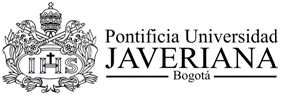 IHS
Pontificia Universidad
JAVERIANA
Bogotá